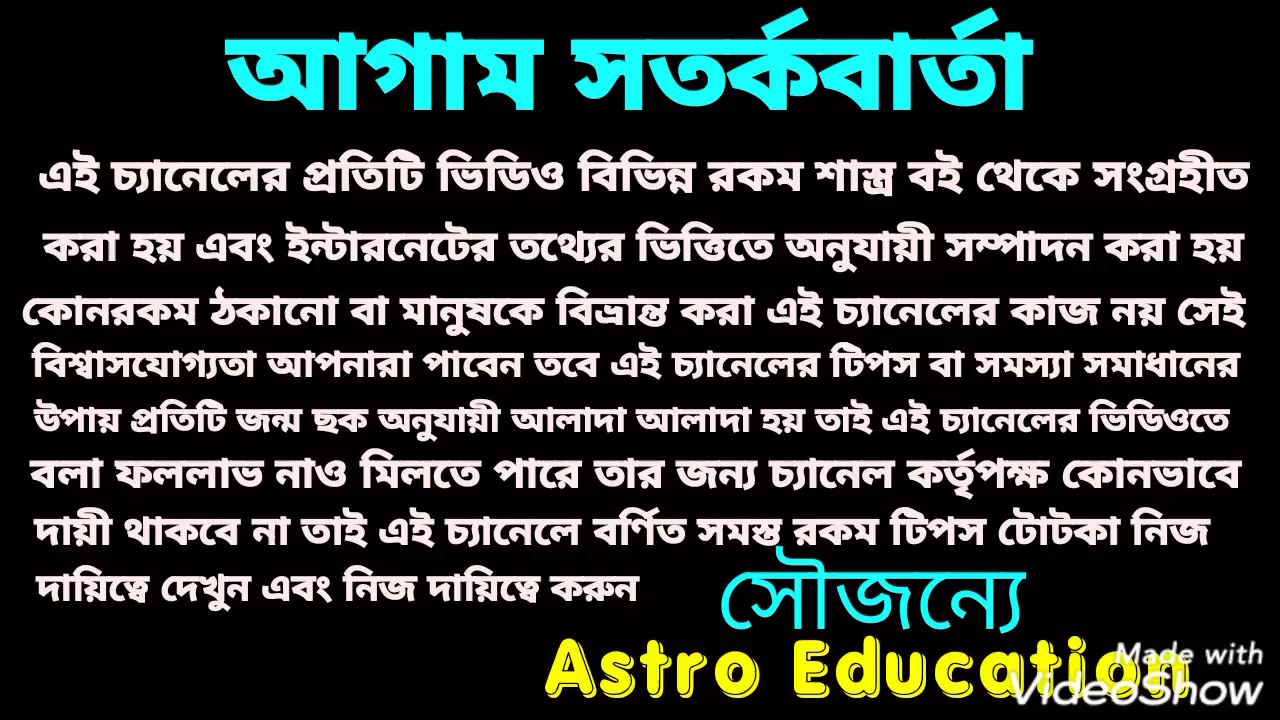 আগাম সতর্কবার্তা
এই চ্যানেলের প্রতিটি ভিডিও বিভিন্ন রকম শাস্ত্র বই থেকে সংগ্রহীত
করা হয় এবং ইন্টারনেটের তথ্যের ভিত্তিতে অনুযায়ী সম্পাদন করা হয়
কোনরকম ঠকানো বা মানুষকে বিভ্রান্ত করা এই চ্যানেলের কাজ নয় সেই
বিশ্বাসযোগ্যতা আপনারা পাবেন তবে এই চ্যানেলের টিপস বা সমস্যা সমাধানের
উপায় প্রতিটি জন্ম ছক অনুযায়ী আলাদা আলাদা হয় তাই এই চ্যানেলের ভিডিওতে
বলা ফললাভ নাও মিলতে পারে তার জন্য চ্যানেল কর্তৃপক্ষ কোনভাবে
দায়ী থাকবে না তাই এই চ্যানেলে বর্ণিত সমস্ত রকম টিপস টোটকা নিজ
দায়িত্বে দেখুন এবং নিজ দায়িত্বে করুন
সৌজন্যে
Astro Education
Made with
VideoShow